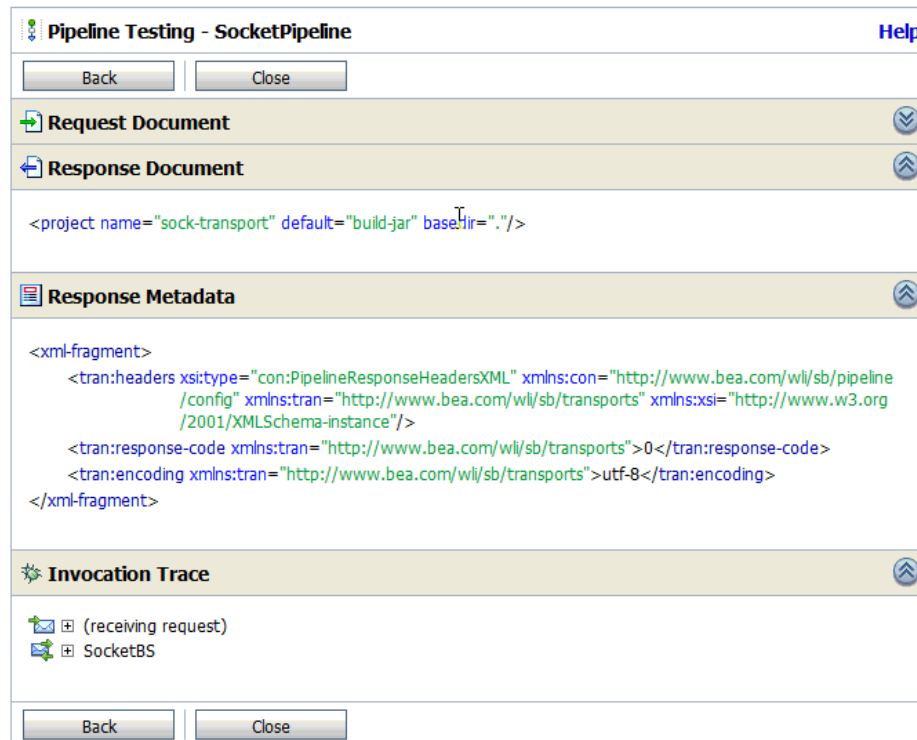 Pipeline Testing - SocketPipeline Help
Back Close
Request Document
Response Document
<project name="sock-transport" default="build-jar" basedir="."/>
Response Metadata
<xml-fragment>
<tran:headers xsi:type="con:PipelineResponseHeadersXML" xmlns:con="http://www.bea.com/wli/sb/pipeline
/config" xmlns:tran="http://www.bea.com/wli/sb/transports" xmlns:xsi="http://www.w3.org
/2001/XMLSchema-instance"/>
<tran:response-code xmlns:tran="http://www.bea.com/wli/sb/transports">0</tran:response-code>
<tran:encoding xmlns:tran="http://www.bea.com/wli/sb/transports">utf-8</tran:encoding>
</xml-fragment>
Invocation Trace
(receiving request)
SocketBS
Back Close